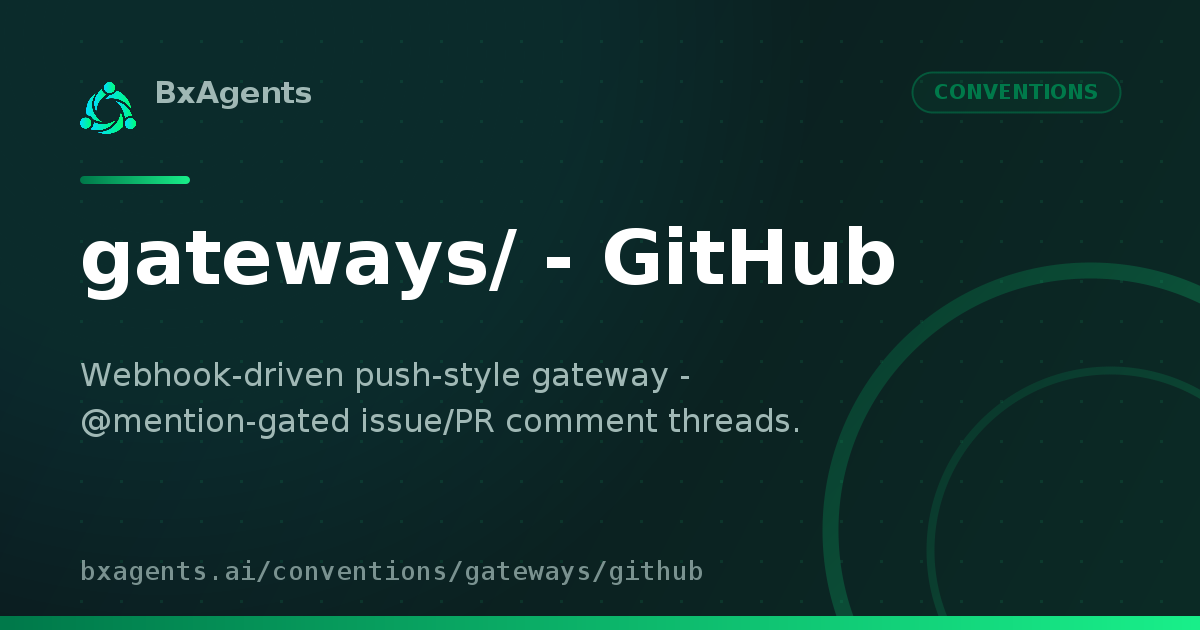 BxAgents
CONVENTIONS
gateways/ - GitHub
Webhook-driven push-style gateway -
@mention-gated issue/PR comment threads.
bxagents.ai/conventions/gateways/github